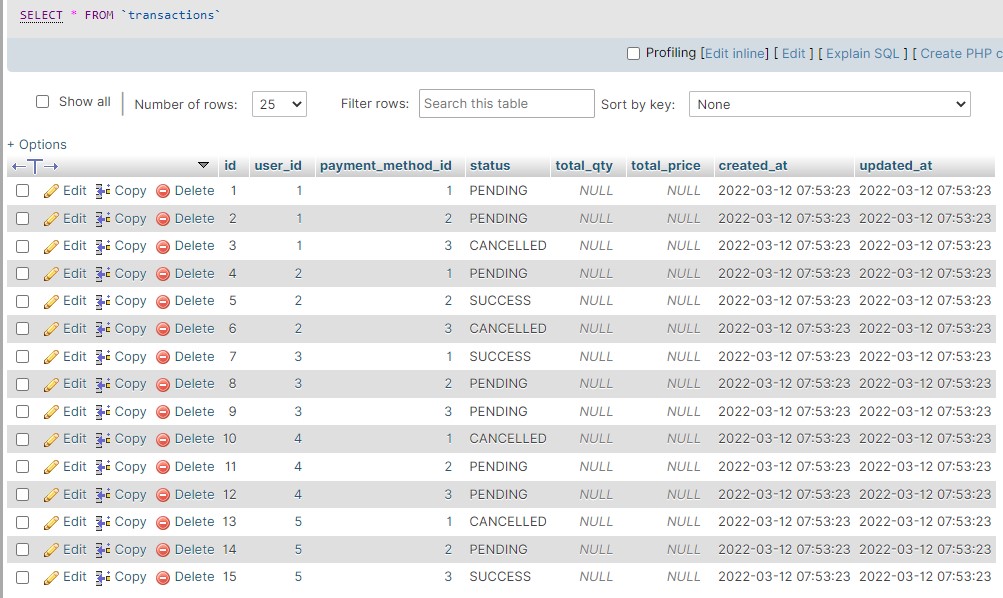 SELECT * FROM `transactions`
Profiling [Edit inline] [ Edit ] [ Explain SQL ] [ Create PHP c
Show all Number of rows: 25 Filter rows: Search this table Sort by key: None
+ Options
←T→ id user_id payment_method_id status total_qty total_price created_at updated_at
Edit Copy Delete 1 1 1 PENDING NULL NULL 2022-03-12 07:53:23 2022-03-12 07:53:23
Edit Copy Delete 2 1 2 PENDING NULL NULL 2022-03-12 07:53:23 2022-03-12 07:53:23
Edit Copy Delete 3 1 3 CANCELLED NULL NULL 2022-03-12 07:53:23 2022-03-12 07:53:23
Edit Copy Delete 4 2 1 PENDING NULL NULL 2022-03-12 07:53:23 2022-03-12 07:53:23
Edit Copy Delete 5 2 2 SUCCESS NULL NULL 2022-03-12 07:53:23 2022-03-12 07:53:23
Edit Copy Delete 6 2 3 CANCELLED NULL NULL 2022-03-12 07:53:23 2022-03-12 07:53:23
Edit Copy Delete 7 3 1 SUCCESS NULL NULL 2022-03-12 07:53:23 2022-03-12 07:53:23
Edit Copy Delete 8 3 2 PENDING NULL NULL 2022-03-12 07:53:23 2022-03-12 07:53:23
Edit Copy Delete 9 3 3 PENDING NULL NULL 2022-03-12 07:53:23 2022-03-12 07:53:23
Edit Copy Delete 10 4 1 CANCELLED NULL NULL 2022-03-12 07:53:23 2022-03-12 07:53:23
Edit Copy Delete 11 4 2 PENDING NULL NULL 2022-03-12 07:53:23 2022-03-12 07:53:23
Edit Copy Delete 12 4 3 PENDING NULL NULL 2022-03-12 07:53:23 2022-03-12 07:53:23
Edit Copy Delete 13 5 1 CANCELLED NULL NULL 2022-03-12 07:53:23 2022-03-12 07:53:23
Edit Copy Delete 14 5 2 PENDING NULL NULL 2022-03-12 07:53:23 2022-03-12 07:53:23
Edit Copy Delete 15 5 3 SUCCESS NULL NULL 2022-03-12 07:53:23 2022-03-12 07:53:23